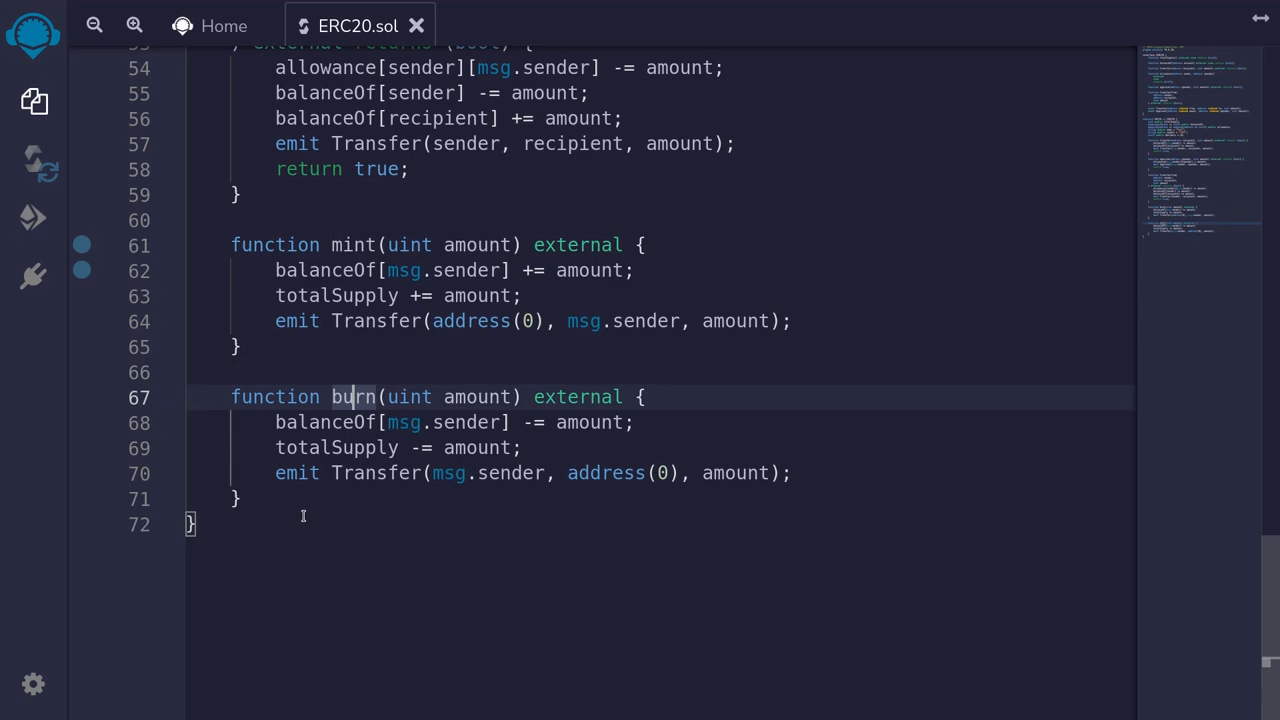 Home
ERC20.sol
53 ) external returns (bool) {
54 allowance[sender][msg.sender] -= amount;
55 balanceOf[sender] -= amount;
56 balanceOf[recipient] += amount;
57 emit Transfer(sender, recipient, amount);
58 return true;
59 }
60
61 function mint(uint amount) external {
62 balanceOf[msg.sender] += amount;
63 totalSupply += amount;
64 emit Transfer(address(0), msg.sender, amount);
65 }
66
67 function burn(uint amount) external {
68 balanceOf[msg.sender] -= amount;
69 totalSupply -= amount;
70 emit Transfer(msg.sender, address(0), amount);
71 }
72 }